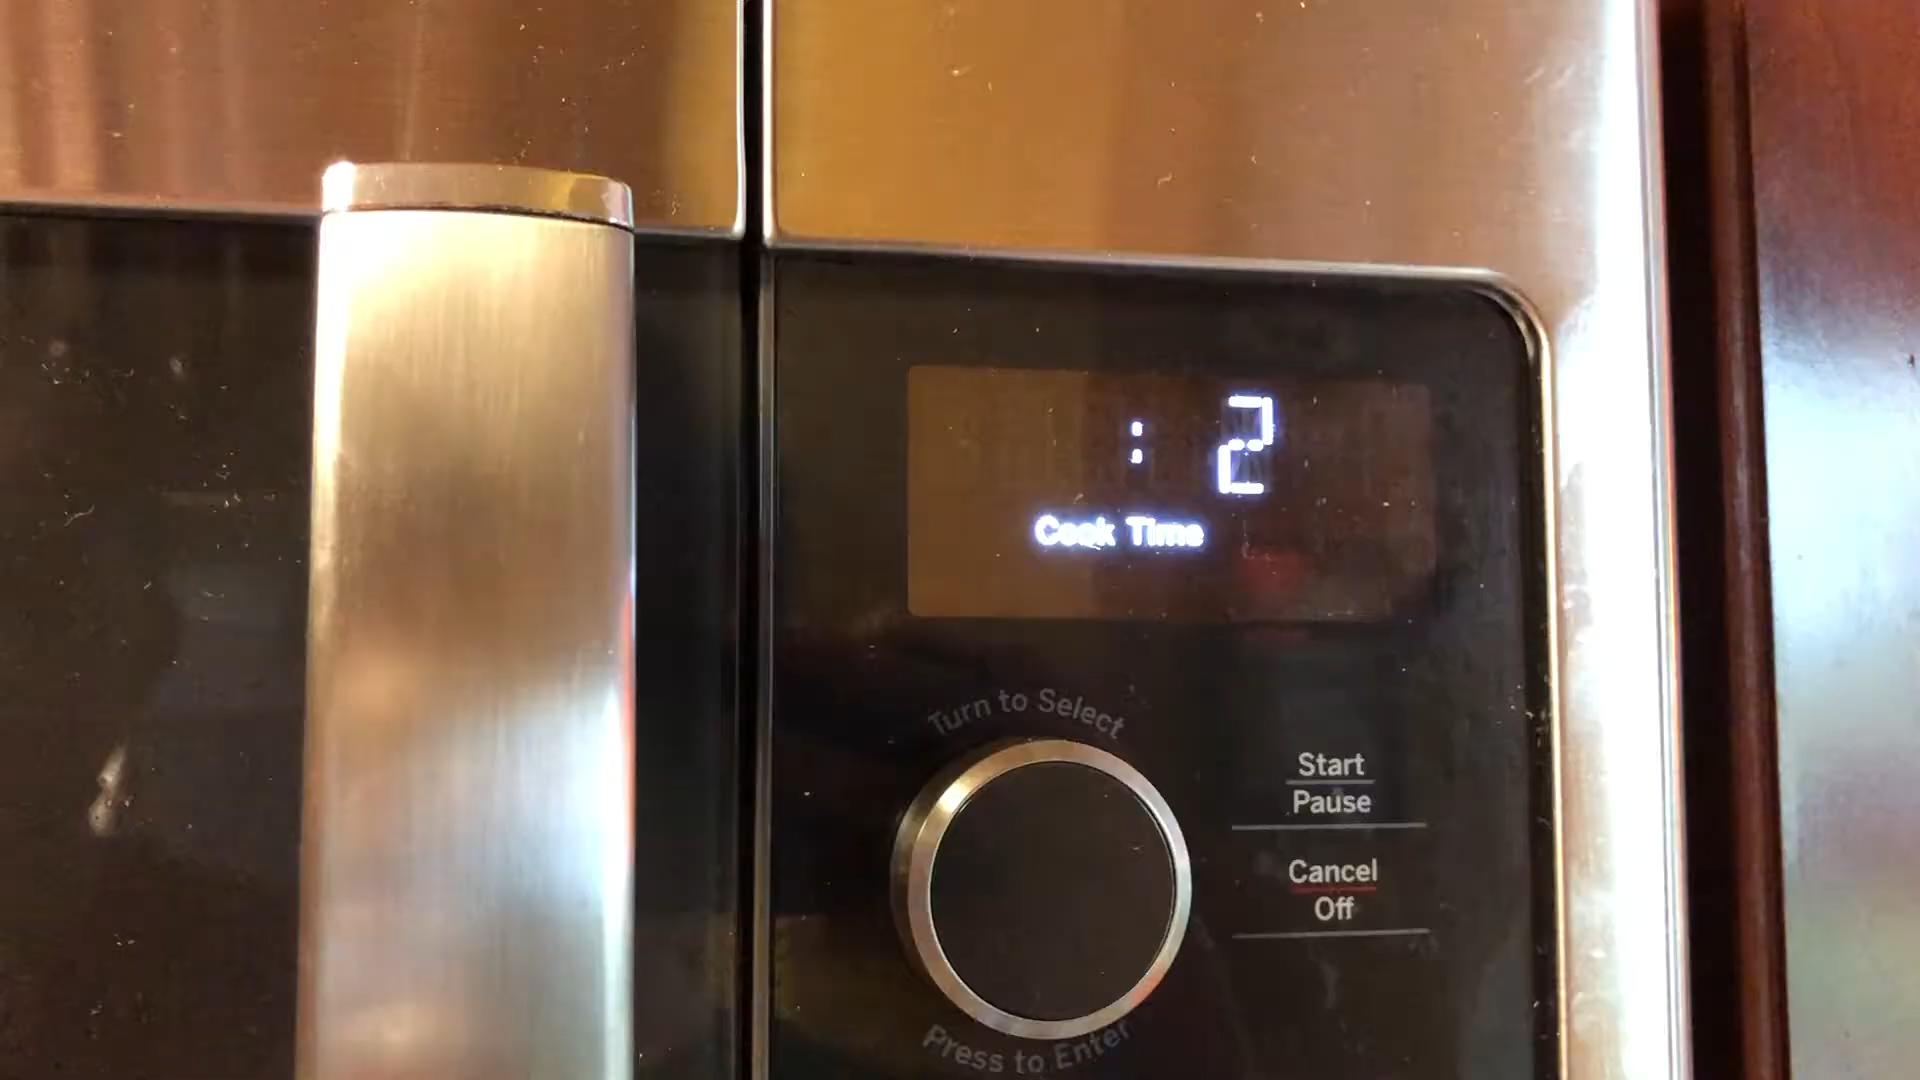 : 2
Cook Time
Turn to Select
Start
Pause
Cancel
Off
Press to Enter